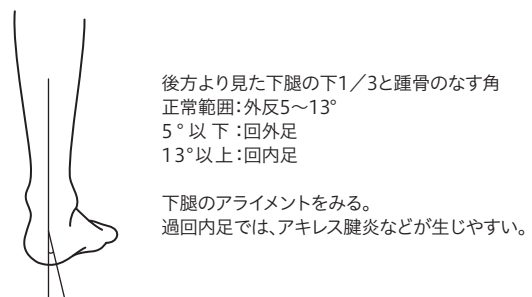 後方より見た下腿の下1／3と踵骨のなす角
正常範囲：外反5〜13°
5°以下：回外足
13°以上：回内足
下腿のアライメントをみる。
過回内足では、アキレス腱炎などが生じやすい。